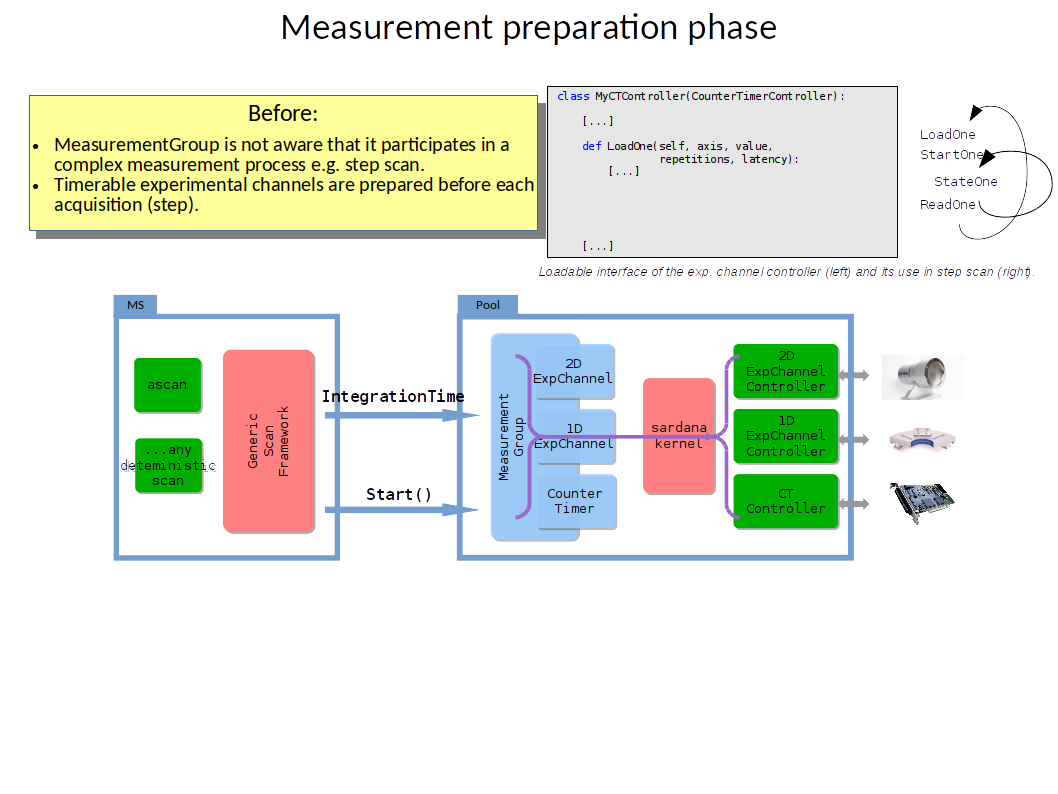 Measurement preparation phase
Before:
• MeasurementGroup is not aware that it participates in a
complex measurement process e.g. step scan.
• Timerable experimental channels are prepared before each
acquisition (step).
class MyCTController(CounterTimerController):
[...]
def LoadOne(self, axis, value,
repetitions, latency):
[...]
[...]
LoadOne
StartOne
StateOne
ReadOne
Loadable interface of the exp. channel controller (left) and its use in step scan (right).
MS
ascan
...any
deteministic
scan
Generic
Scan
Framework
IntegrationTime
Start()
Pool
Measurement
Group
2D
ExpChannel
1D
ExpChannel
Counter
Timer
sardana
kernel
2D
ExpChannel
Controller
1D
ExpChannel
Controller
CT
Controller